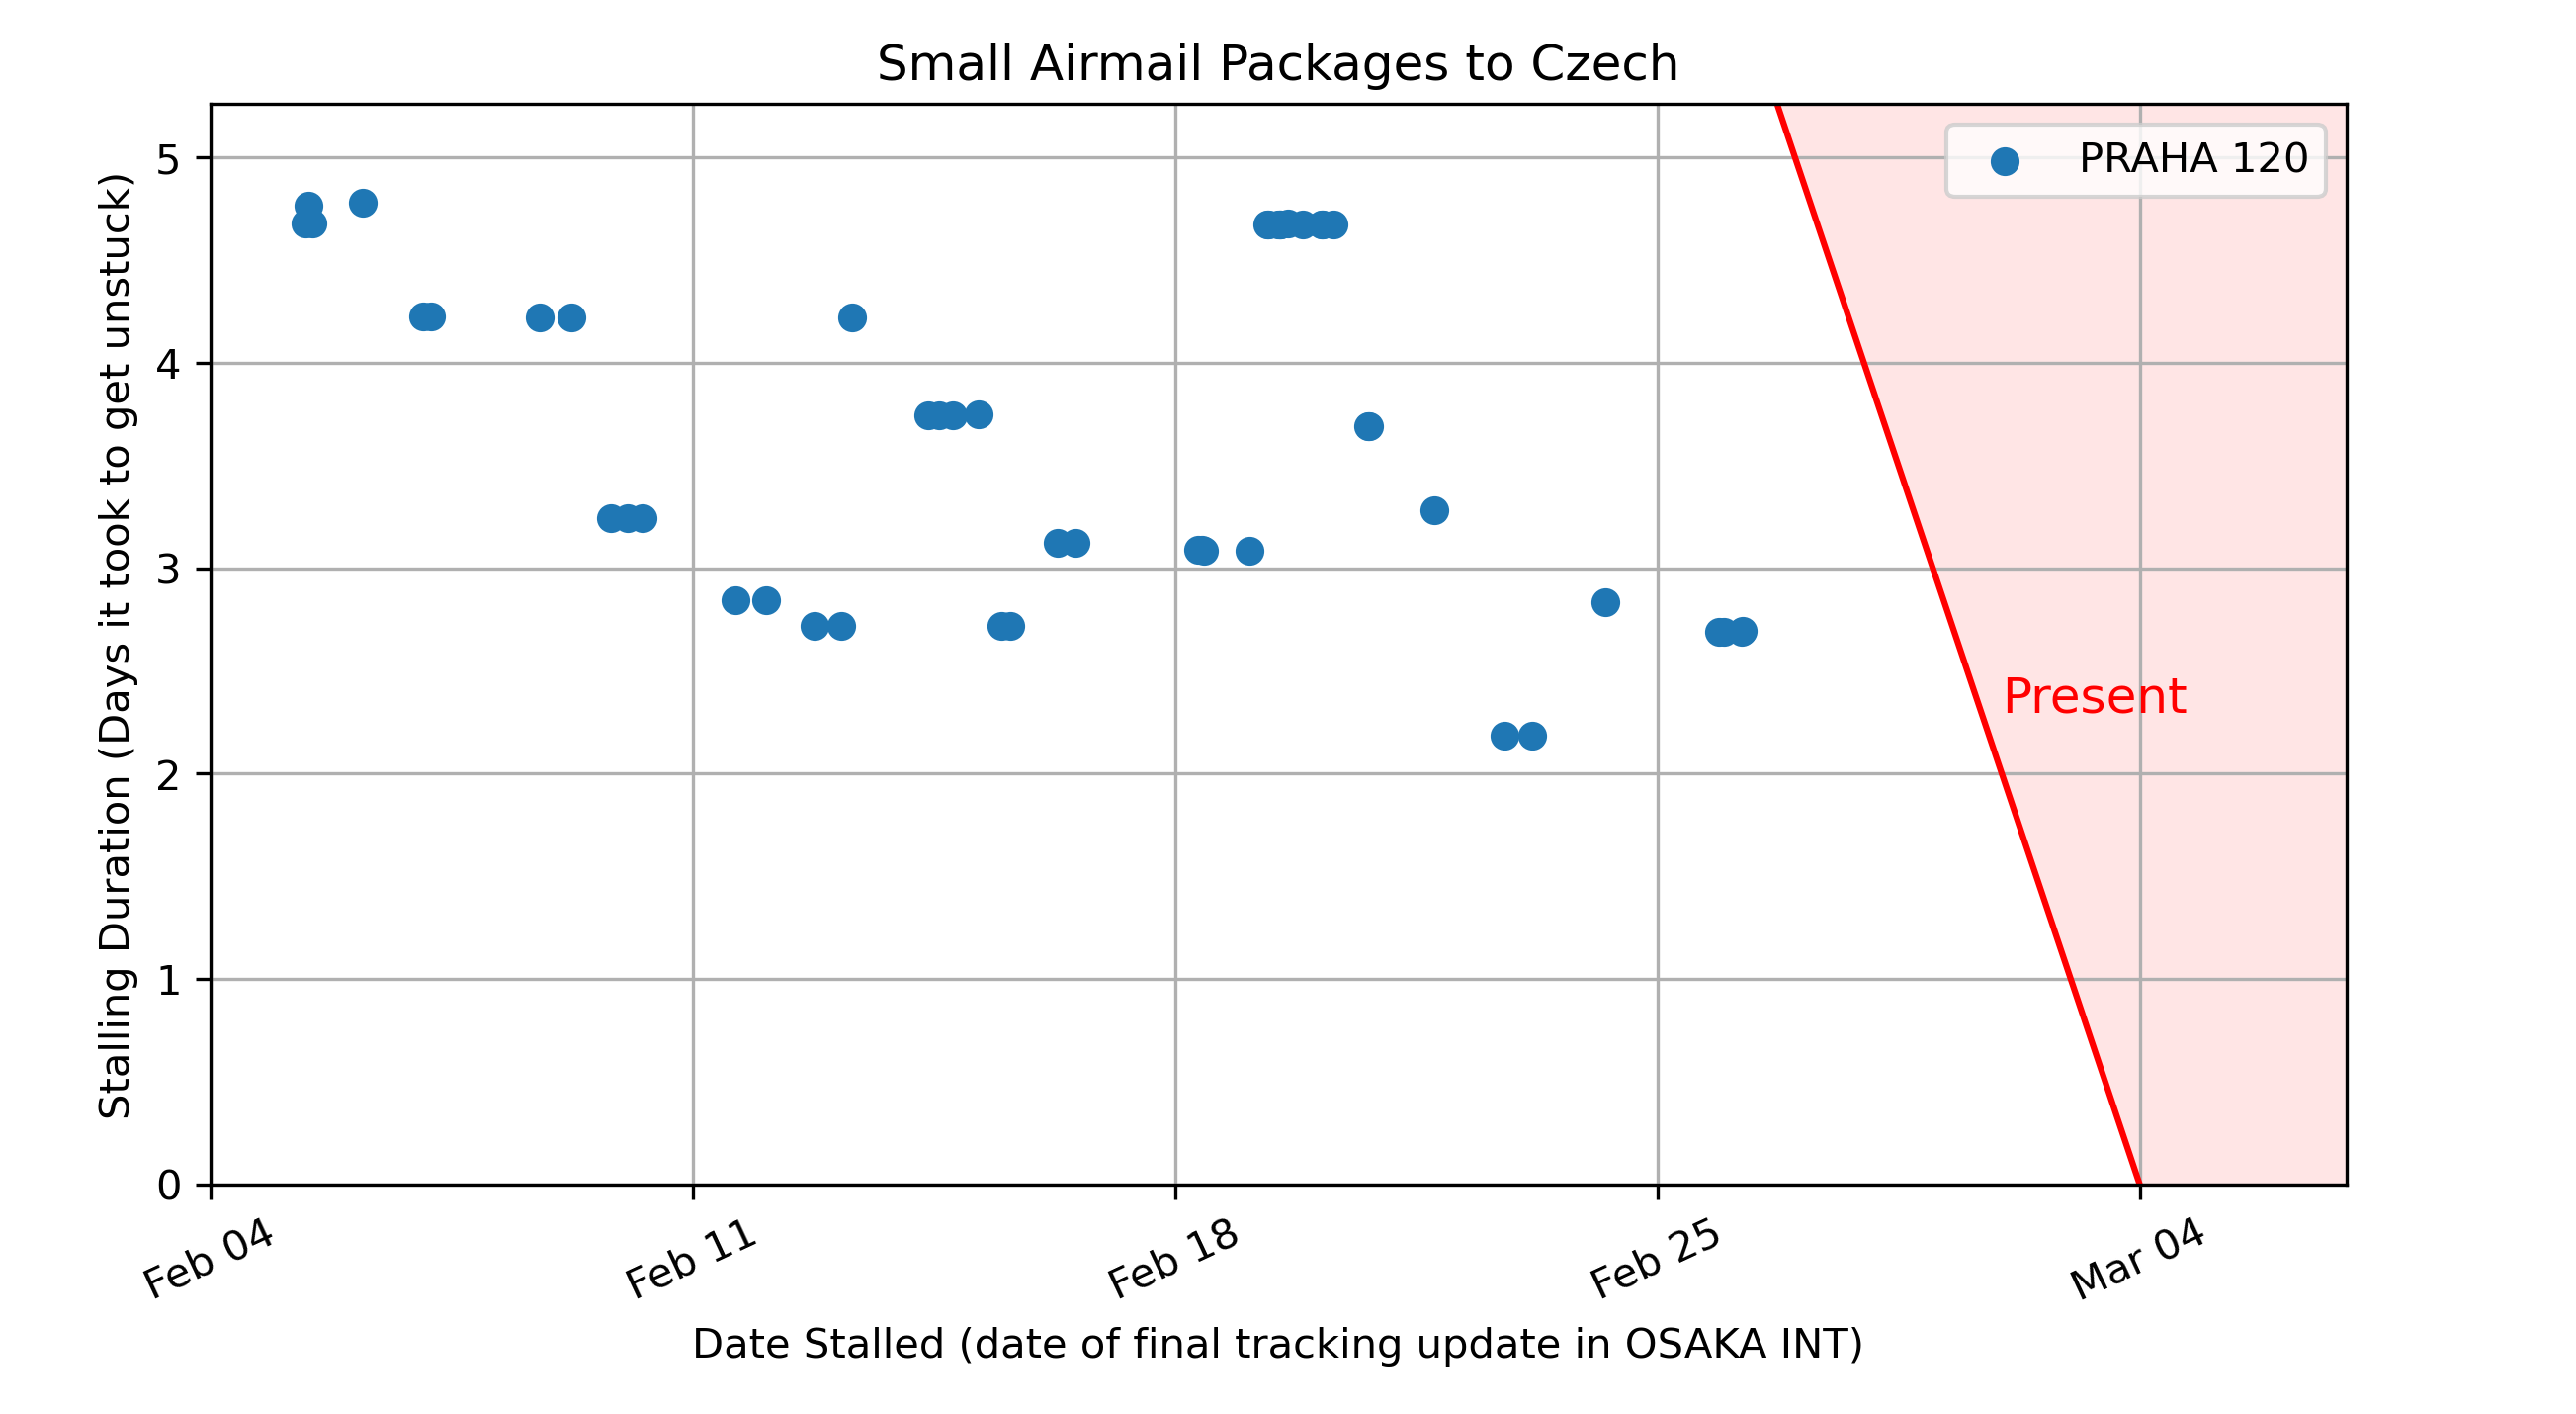 Small Airmail Packages to Czech
PRAHA 120
Present
Stalling Duration (Days it took to get unstuck)
5
4
3
2
1
0
Feb 04
Feb 11
Feb 18
Feb 25
Mar 04
Date Stalled (date of final tracking update in OSAKA INT)